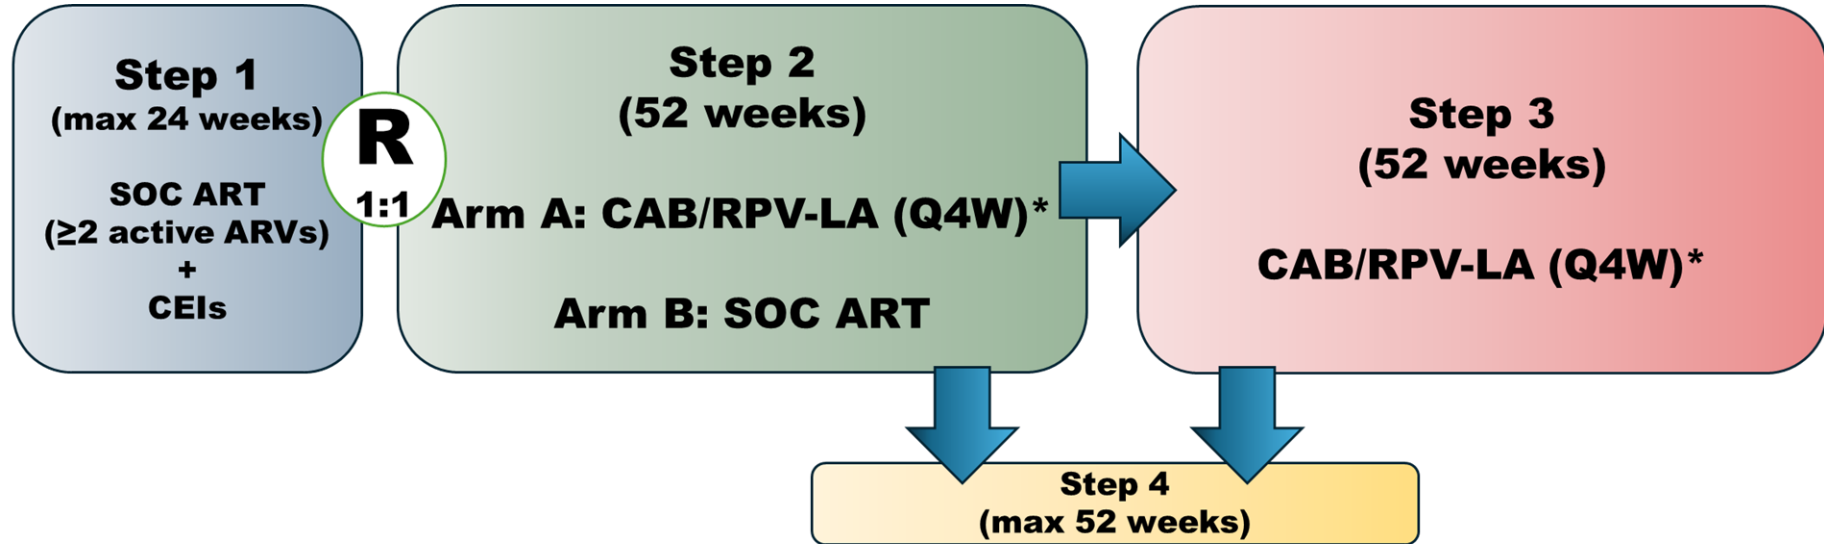 Step 1
(max 24 weeks)
SOC ART
(≥2 active ARVs)
+
CEIs
R
1:1
Step 2
(52 weeks)
Arm A: CAB/RPV-LA (Q4W)*
Arm B: SOC ART
Step 3
(52 weeks)
CAB/RPV-LA (Q4W)*
Step 4
(max 52 weeks)